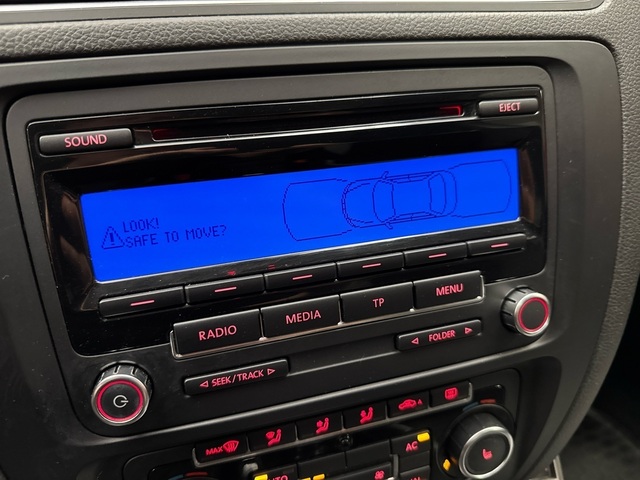 SOUND
EJECT
LOOK!
SAFE TO MOVE?
RADIO
MEDIA
TP
MENU
SEEK/TRACK
FOLDER
MAX
AC